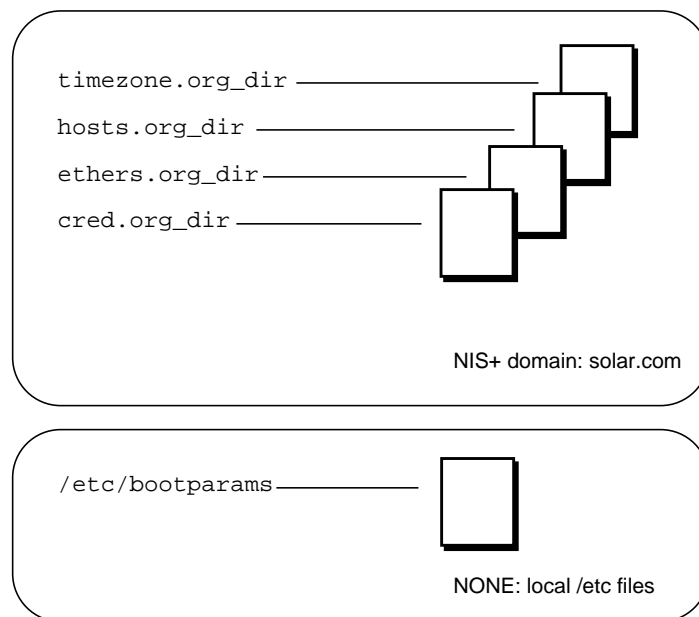 timezone.org_dir
hosts.org_dir
ethers.org_dir
cred.org_dir
NIS+ domain: solar.com
/etc/bootparams
NONE: local /etc files